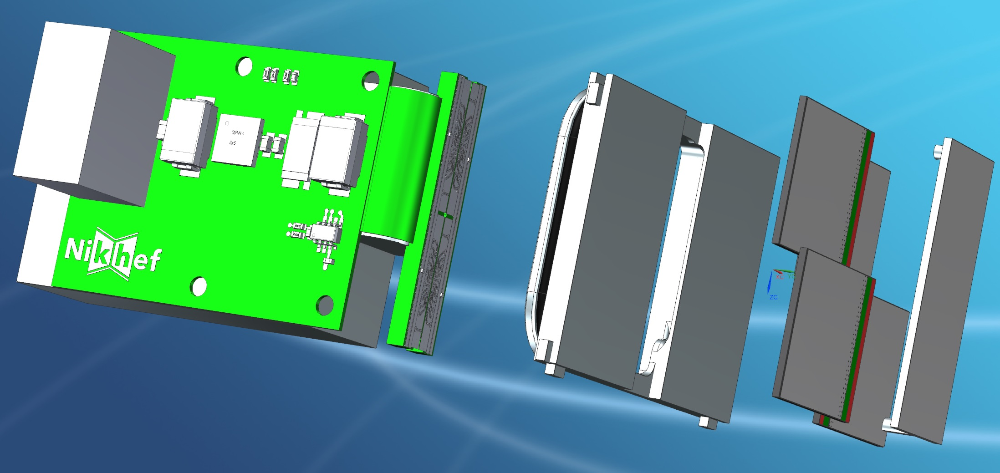 QFN16
5x5
Nikhef
XC
YC
ZC